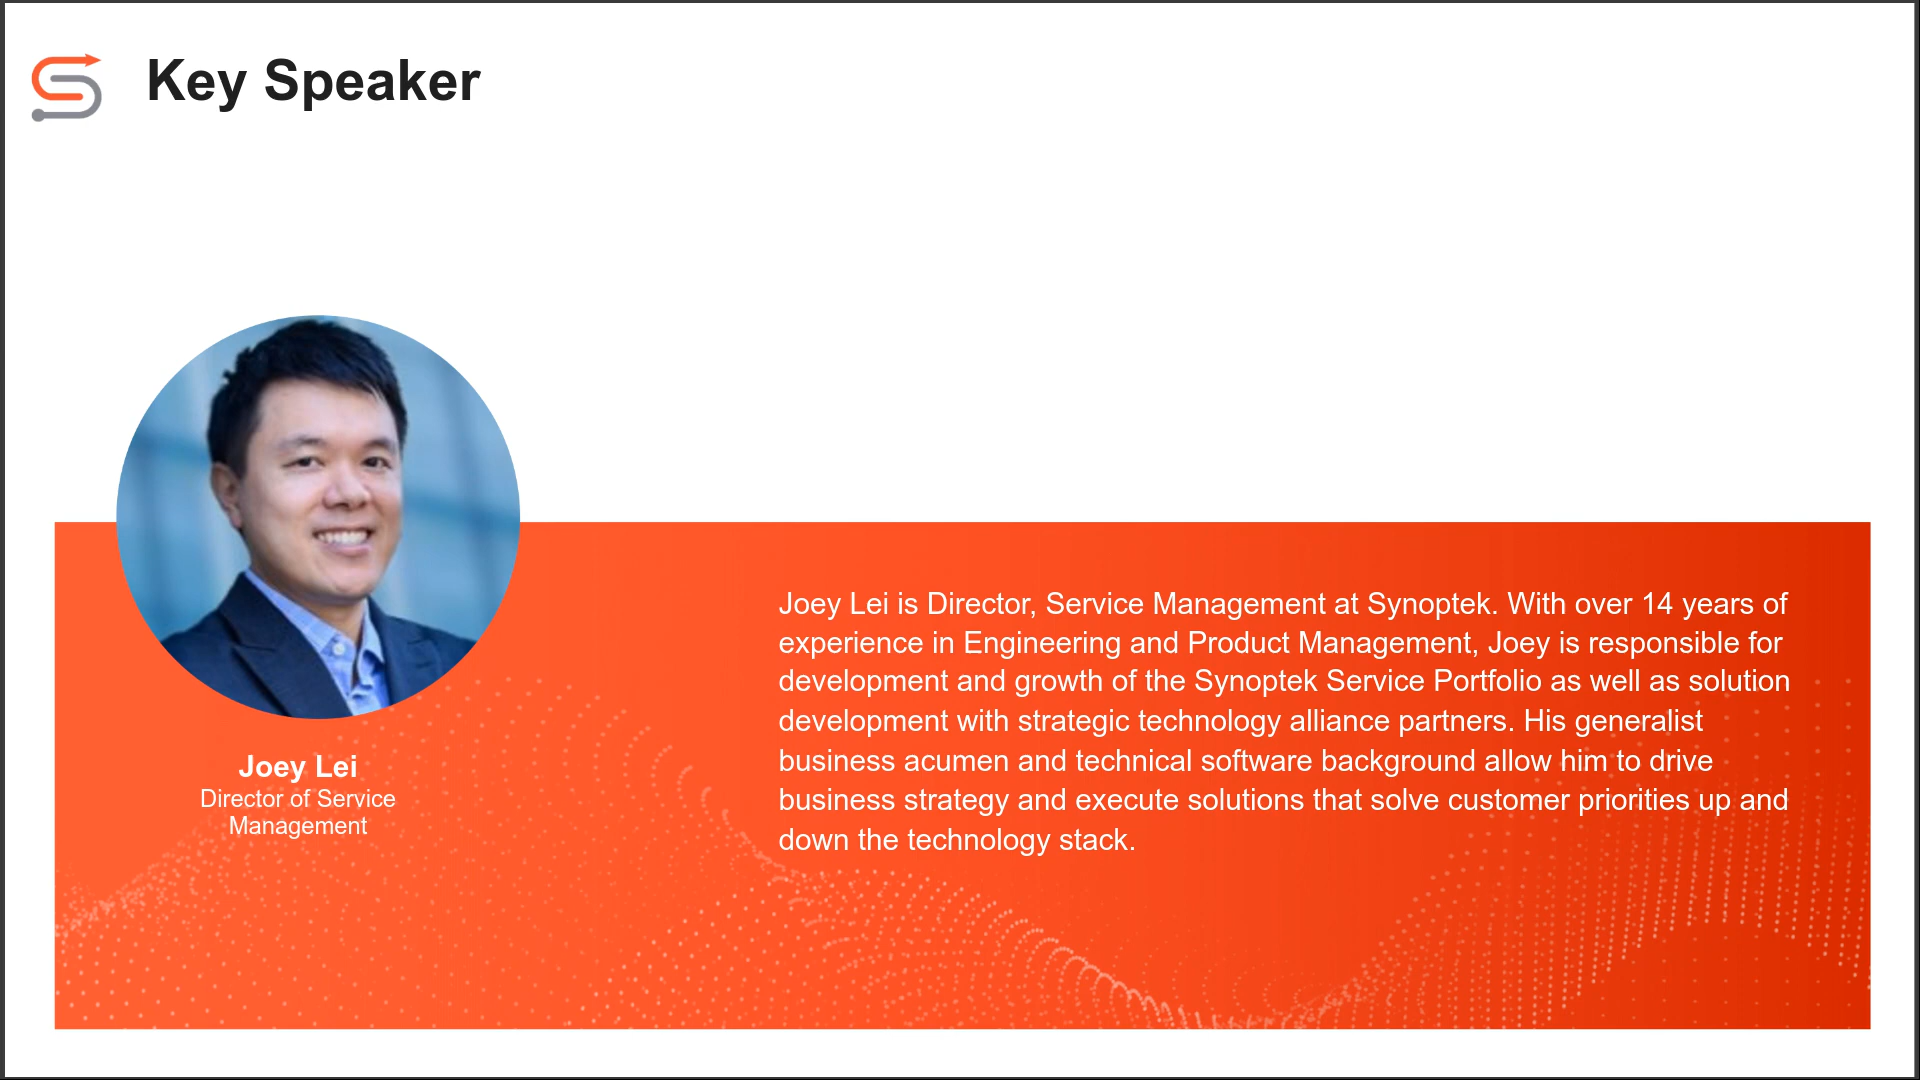 Key Speaker
Joey Lei
Director of Service
Management
Joey Lei is Director, Service Management at Synoptek. With over 14 years of
experience in Engineering and Product Management, Joey is responsible for
development and growth of the Synoptek Service Portfolio as well as solution
development with strategic technology alliance partners. His generalist
business acumen and technical software background allow him to drive
business strategy and execute solutions that solve customer priorities up and
down the technology stack.